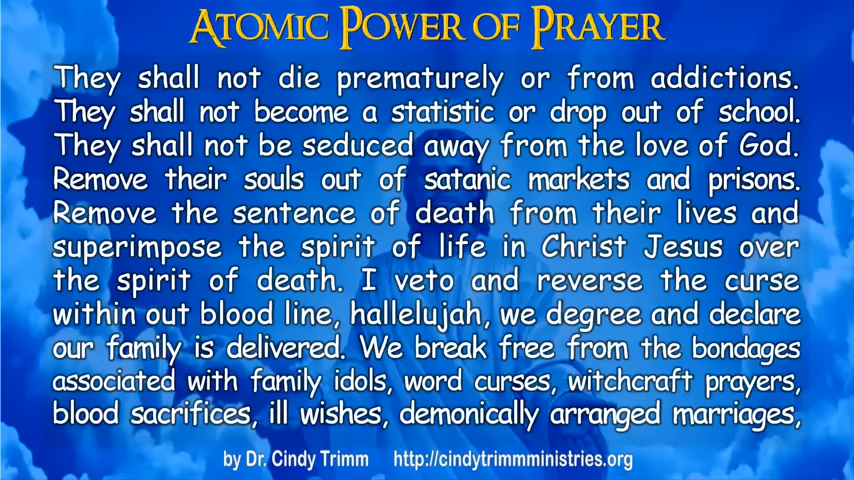 Atomic Power of Prayer
They shall not die prematurely or from addictions.
They shall not become a statistic or drop out of school.
They shall not be seduced away from the love of God.
Remove their souls out of satanic markets and prisons.
Remove the sentence of death from their lives and
superimpose the spirit of life in Christ Jesus over
the spirit of death. I veto and reverse the curse
within out blood line, hallelujah, we degree and declare
our family is delivered. We break free from the bondages
associated with family idols, word curses, witchcraft prayers,
blood sacrifices, ill wishes, demonically arranged marriages,
by Dr. Cindy Trimm http://cindytrimmministries.org